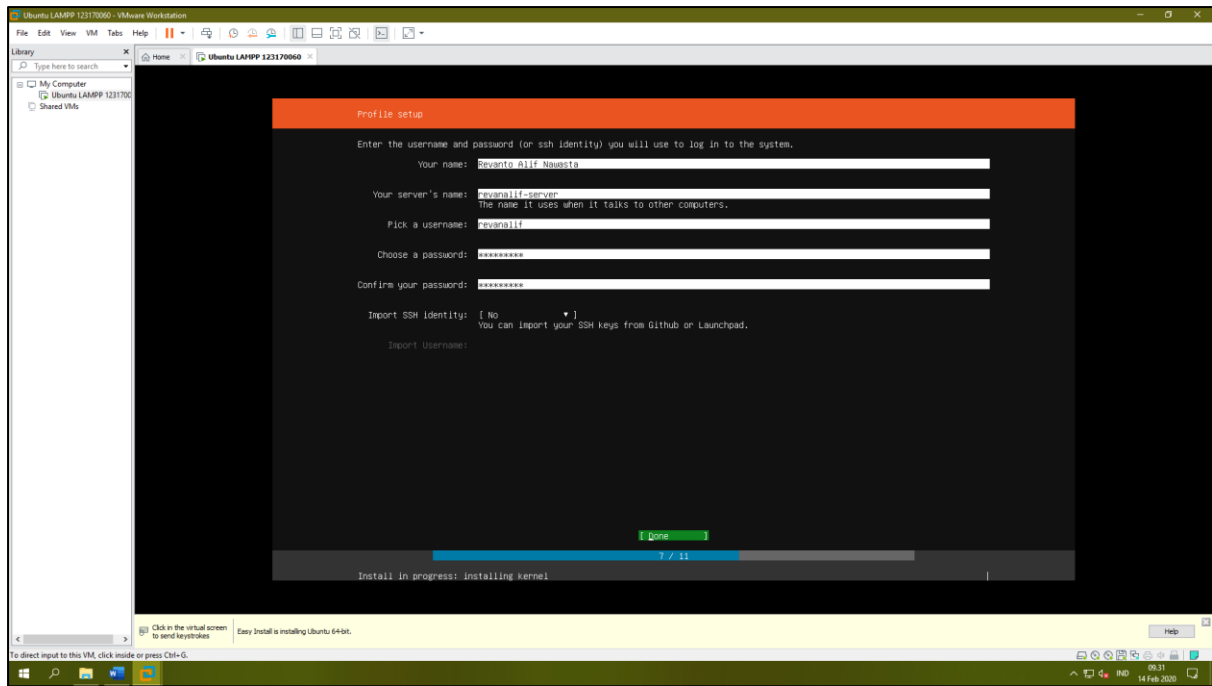 Ubuntu LAMPP 123170060 - VMware Workstation
File Edit View VM Tabs Help
Library
Type here to search
My Computer
Ubuntu LAMPP 1231700
Shared VMs
Home
Ubuntu LAMPP 123170060
Profile setup
Enter the username and password (or ssh identity) you will use to log in to the system.
Your name: Revanto Alif Nawasta
Your server's name: revanalif-server
The name it uses when it talks to other computers.
Pick a username: revanalif
Choose a password: *********
Confirm your password: *********
Import SSH identity: [ No ▼ ]
You can import your SSH keys from Github or Launchpad.
Import Username:
[ Done ]
7 / 11
Install in progress: installing kernel
Click in the virtual screen
to send keystrokes
Easy Install is installing Ubuntu 64-bit.
Help
To direct input to this VM, click inside or press Ctrl+G.
IND
09.31
14 Feb 2020